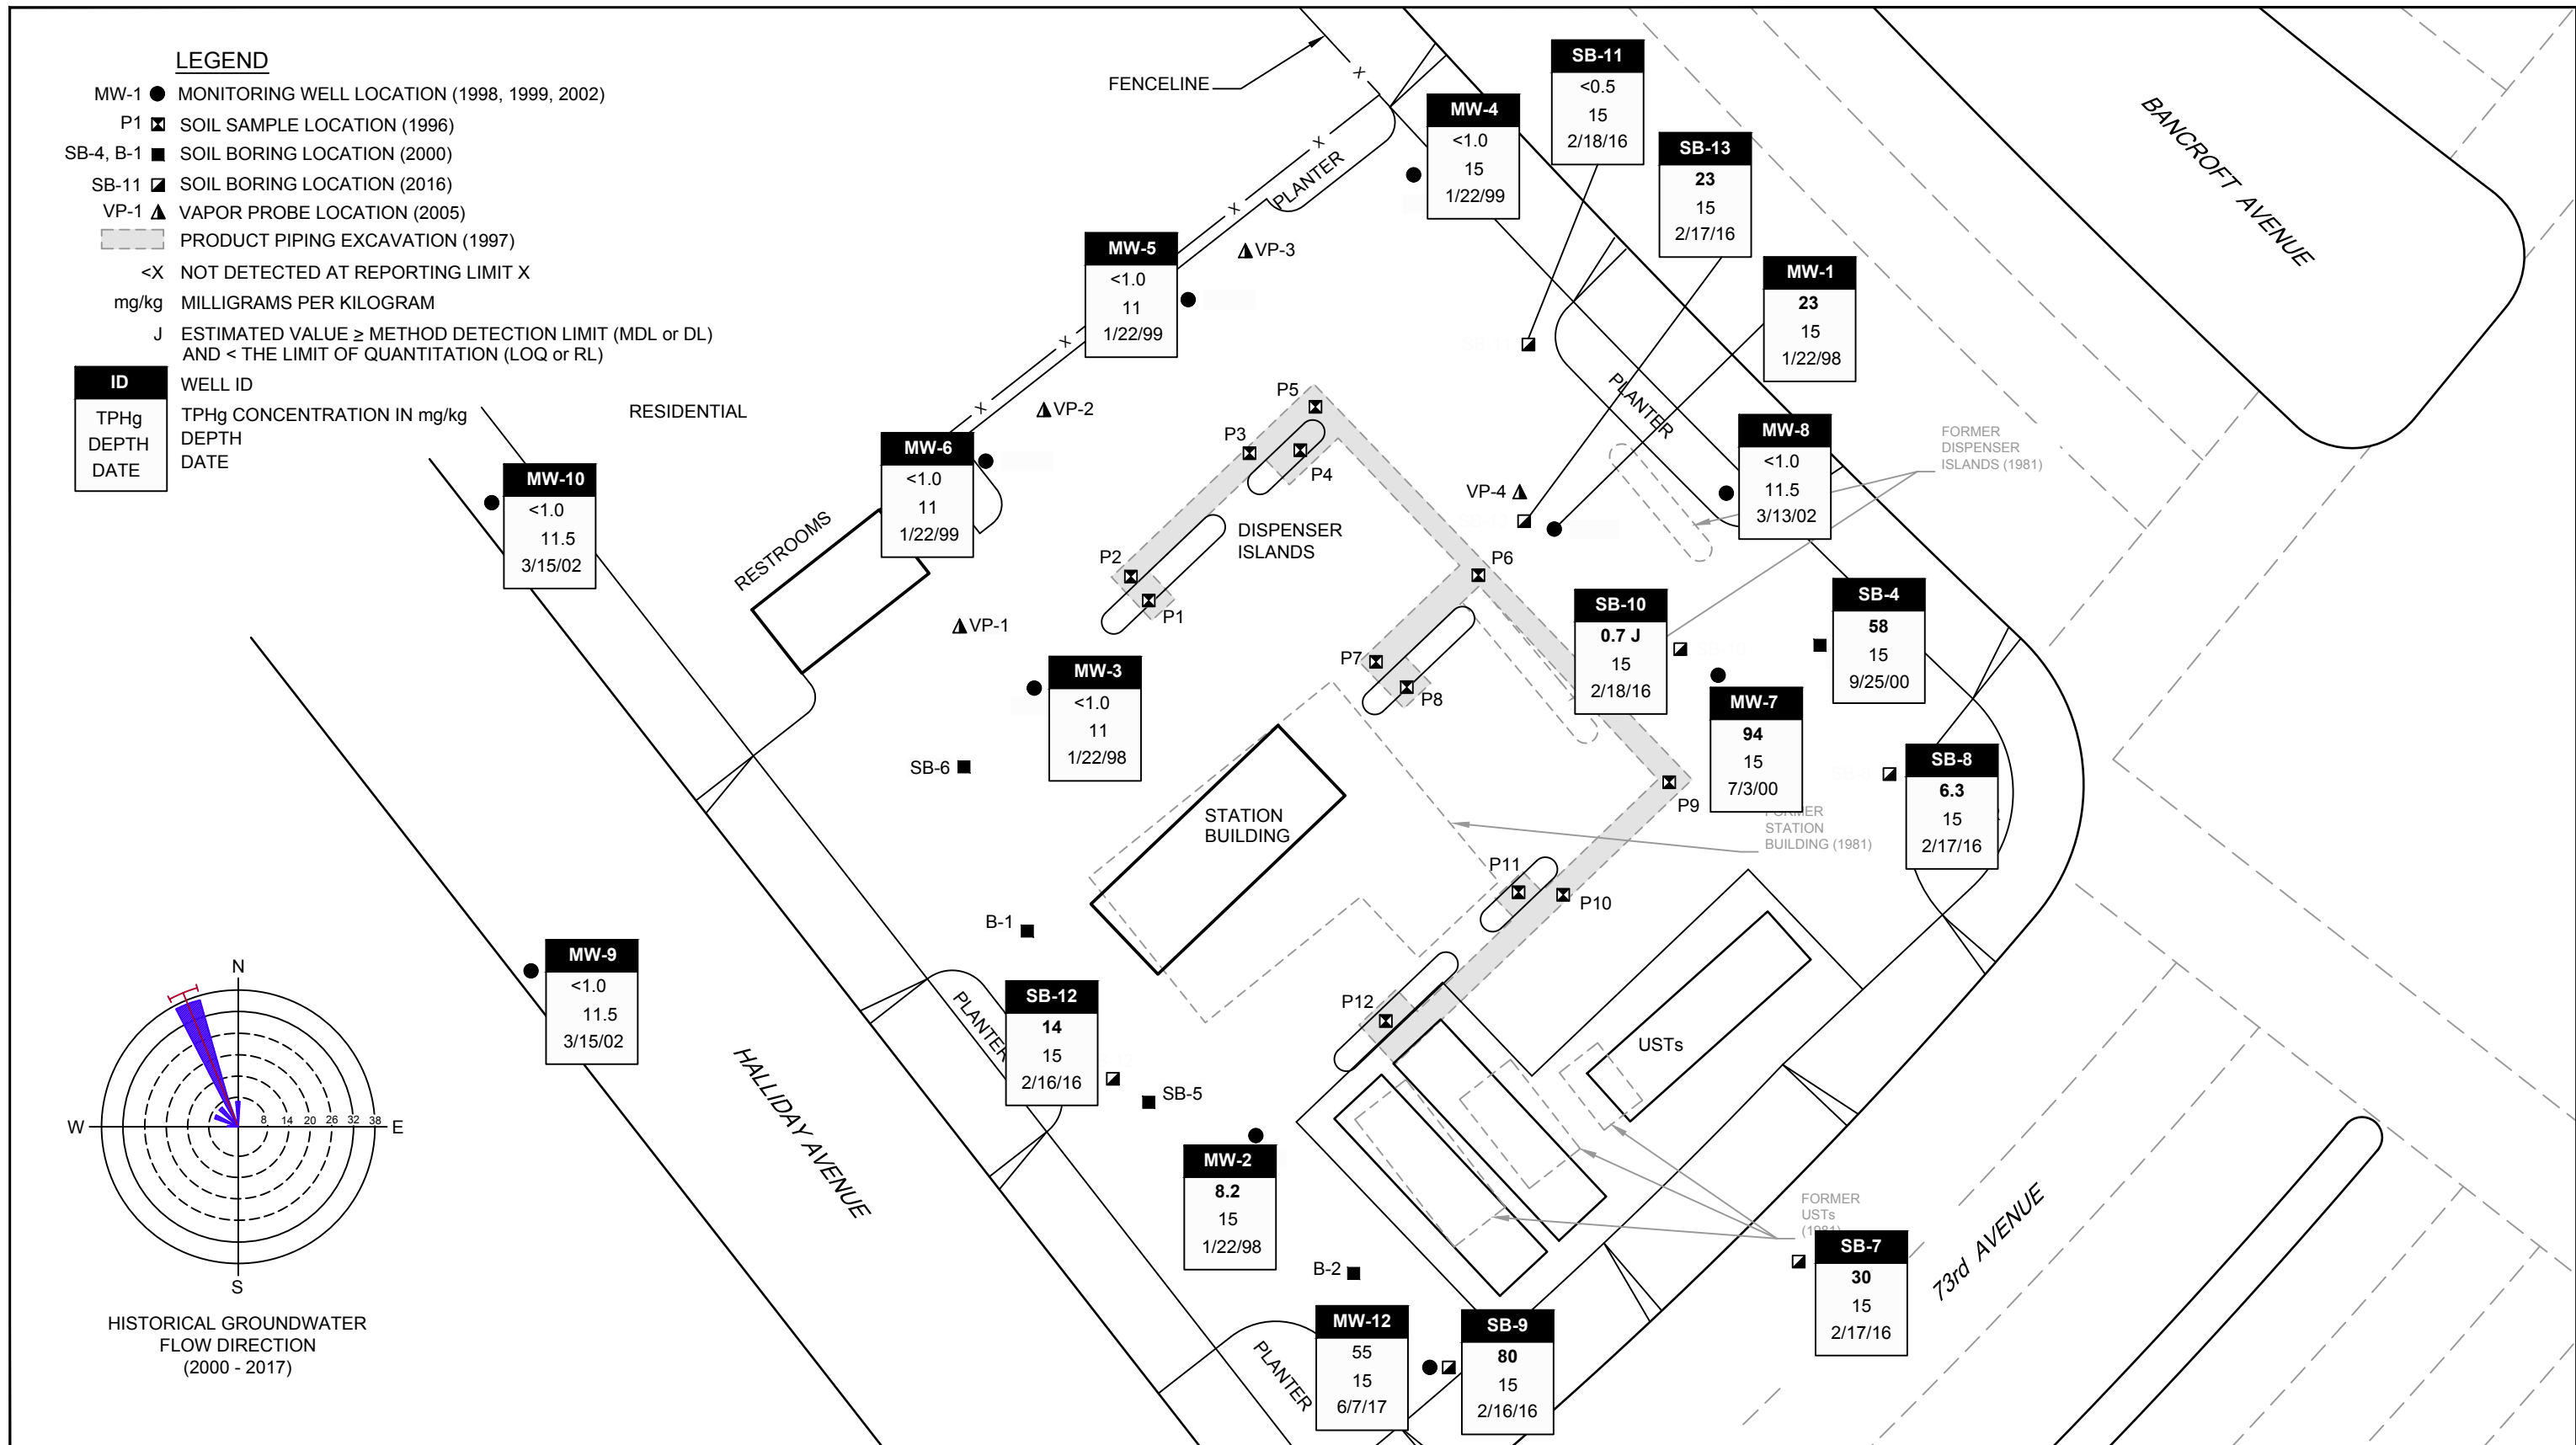 LEGEND
MW-1 MONITORING WELL LOCATION (1998, 1999, 2002)
P1 SOIL SAMPLE LOCATION (1996)
SB-4, B-1 SOIL BORING LOCATION (2000)
SB-11 SOIL BORING LOCATION (2016)
VP-1 VAPOR PROBE LOCATION (2005)
PRODUCT PIPING EXCAVATION (1997)
<X NOT DETECTED AT REPORTING LIMIT X
mg/kg MILLIGRAMS PER KILOGRAM
J ESTIMATED VALUE ≥ METHOD DETECTION LIMIT (MDL or DL)
AND < THE LIMIT OF QUANTITATION (LOQ or RL)
ID WELL ID
TPHg TPHg CONCENTRATION IN mg/kg
DEPTH DEPTH
DATE DATE
FENCELINE
X
X
X
X
X
PLANTER
SB-11
<0.5
15
2/18/16
MW-4
<1.0
15
1/22/99
SB-13
23
15
2/17/16
MW-1
23
15
1/22/98
BANCROFT AVENUE
MW-5
<1.0
11
1/22/99
VP-3
RESIDENTIAL
VP-2
MW-6
<1.0
11
1/22/99
MW-10
<1.0
11.5
3/15/02
RESTROOMS
P5
P3
P4
DISPENSER
ISLANDS
P2
P1
VP-4
P6
PLANTER
MW-8
<1.0
11.5
3/13/02
FORMER
DISPENSER
ISLANDS (1981)
SB-10
0.7 J
15
2/18/16
SB-4
58
15
9/25/00
VP-1
MW-3
<1.0
11
1/22/98
P7
P8
MW-7
94
15
7/3/00
SB-8
6.3
15
2/17/16
SB-6
STATION
BUILDING
P9
FORMER
STATION
BUILDING (1981)
P11
P10
B-1
MW-9
<1.0
11.5
3/15/02
PLANTER
SB-12
14
15
2/16/16
P12
USTs
SB-5
HALLIDAY AVENUE
MW-2
8.2
15
1/22/98
FORMER
USTs
(1981)
SB-7
30
15
2/17/16
73rd AVENUE
B-2
PLANTER
MW-12
55
15
6/7/17
SB-9
80
15
2/16/16
N
W
8 14 20 26 32 38
E
S
HISTORICAL GROUNDWATER
FLOW DIRECTION
(2000 - 2017)